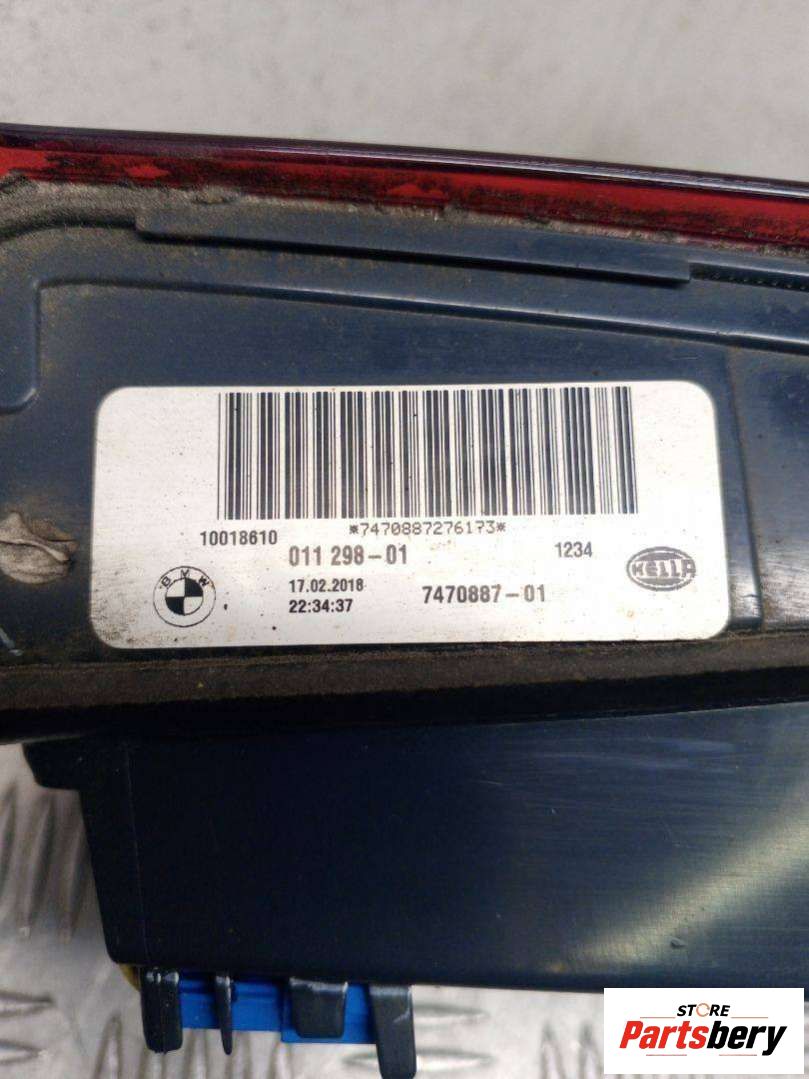 *7470887276173*
10018610
011 298-01
1234
BMW
17.02.2018
22:34:37
7470887-01
HELLA
STORE
Partsbery